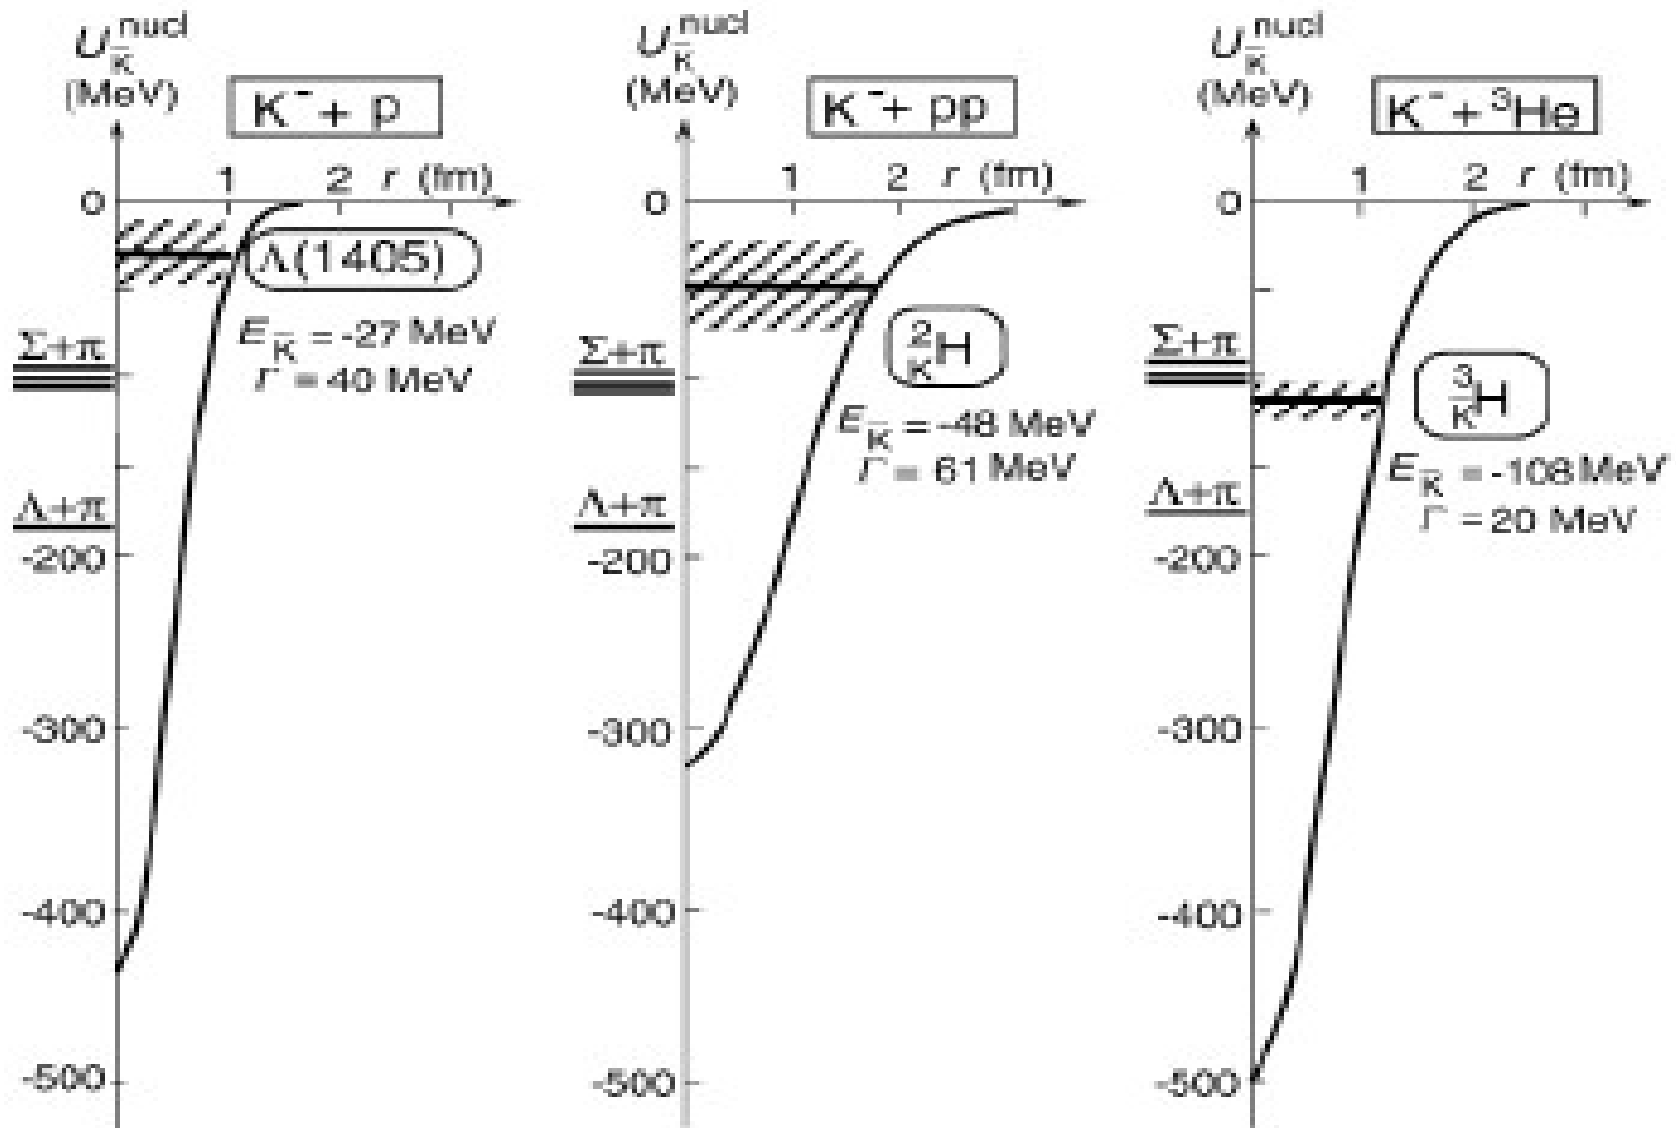 U_K̄^nucl
(MeV)
K⁻ + p
1 2 r (fm)
0
Λ(1405)
E_K̄ = -27 MeV
Γ = 40 MeV
Σ+π
Λ+π
-200
-300
-400
-500
U_K̄^nucl
(MeV)
K⁻ + pp
1 2 r (fm)
0
²_K̄H
E_K̄ = -48 MeV
Γ = 61 MeV
Σ+π
Λ+π
-200
-300
-400
-500
U_K̄^nucl
(MeV)
K⁻ + ³He
1 2 r (fm)
0
³_K̄H
E_K̄ = -108 MeV
Γ = 20 MeV
Σ+π
Λ+π
-200
-300
-400
-500